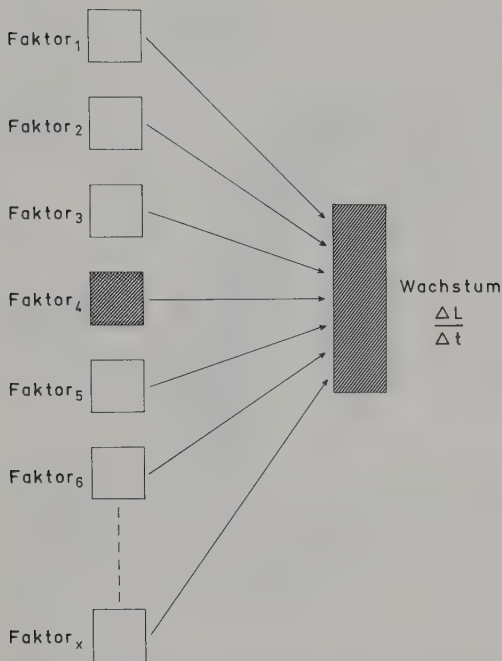 Faktor₁
Faktor₂
Faktor₃
Faktor₄
Wachstum
ΔL
Δt
Faktor₅
Faktor₆
Faktorₓ